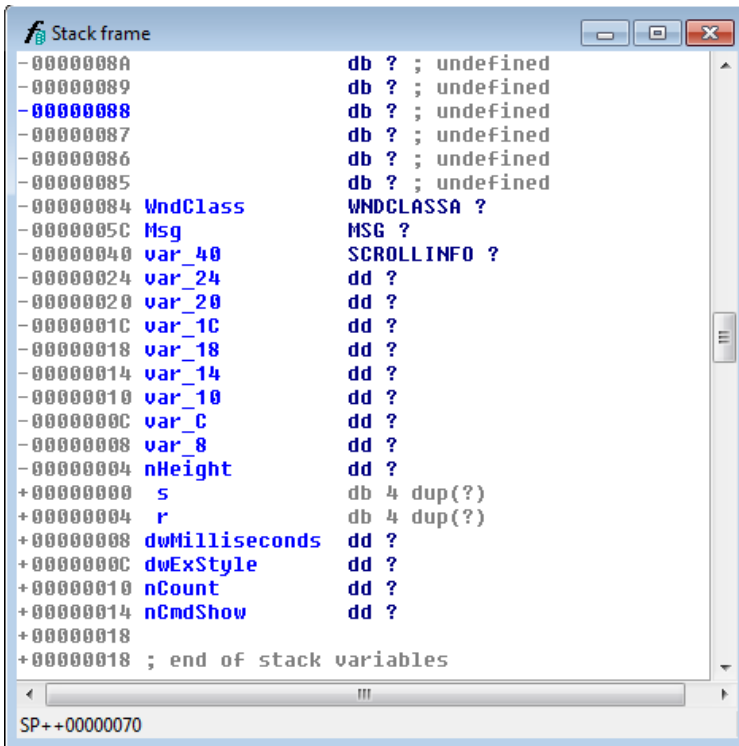 Stack frame
-0000008A db ? ; undefined
-00000089 db ? ; undefined
-00000088 db ? ; undefined
-00000087 db ? ; undefined
-00000086 db ? ; undefined
-00000085 db ? ; undefined
-00000084 WndClass WNDCLASSA ?
-0000005C Msg MSG ?
-00000040 var_40 SCROLLINFO ?
-00000024 var_24 dd ?
-00000020 var_20 dd ?
-0000001C var_1C dd ?
-00000018 var_18 dd ?
-00000014 var_14 dd ?
-00000010 var_10 dd ?
-0000000C var_C dd ?
-00000008 var_8 dd ?
-00000004 nHeight dd ?
+00000000 s db 4 dup(?)
+00000004 r db 4 dup(?)
+00000008 dwMilliseconds dd ?
+0000000C dwExStyle dd ?
+00000010 nCount dd ?
+00000014 nCmdShow dd ?
+00000018
+00000018 ; end of stack variables
SP++00000070